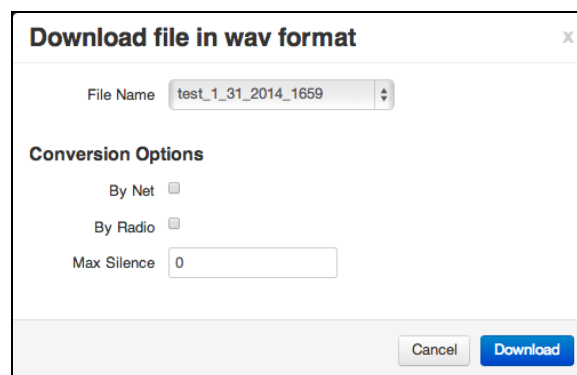 Download file in wav format x
File Name test_1_31_2014_1659
Conversion Options
By Net
By Radio
Max Silence 0
Cancel Download